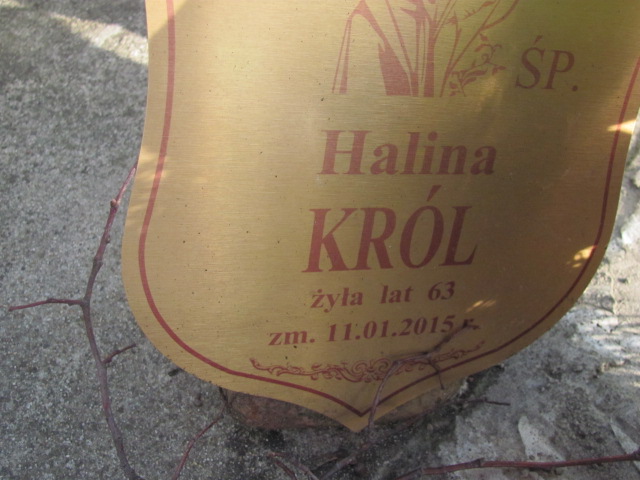 ŚP.
Halina
KRÓL
żyła lat 63
zm. 11.01.2015 r.